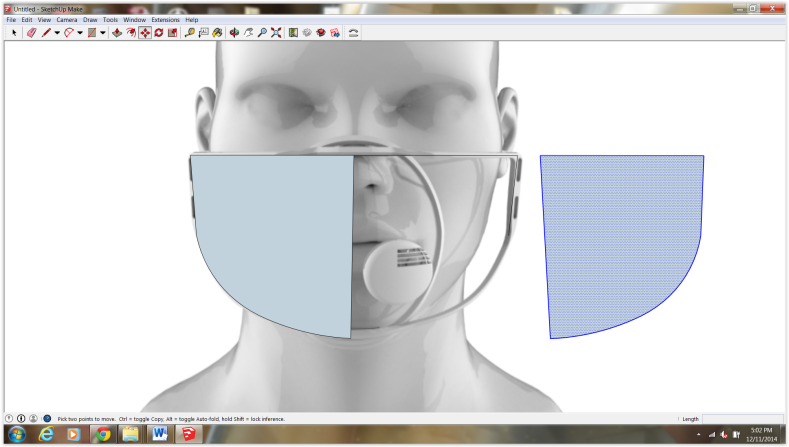 Untitled - SketchUp Make
File Edit View Camera Draw Tools Window Extensions Help
Pick two points to move. Ctrl = toggle Copy, Alt = toggle Auto-fold, hold Shift = lock inference.
Length
5:02 PM
12/11/2014